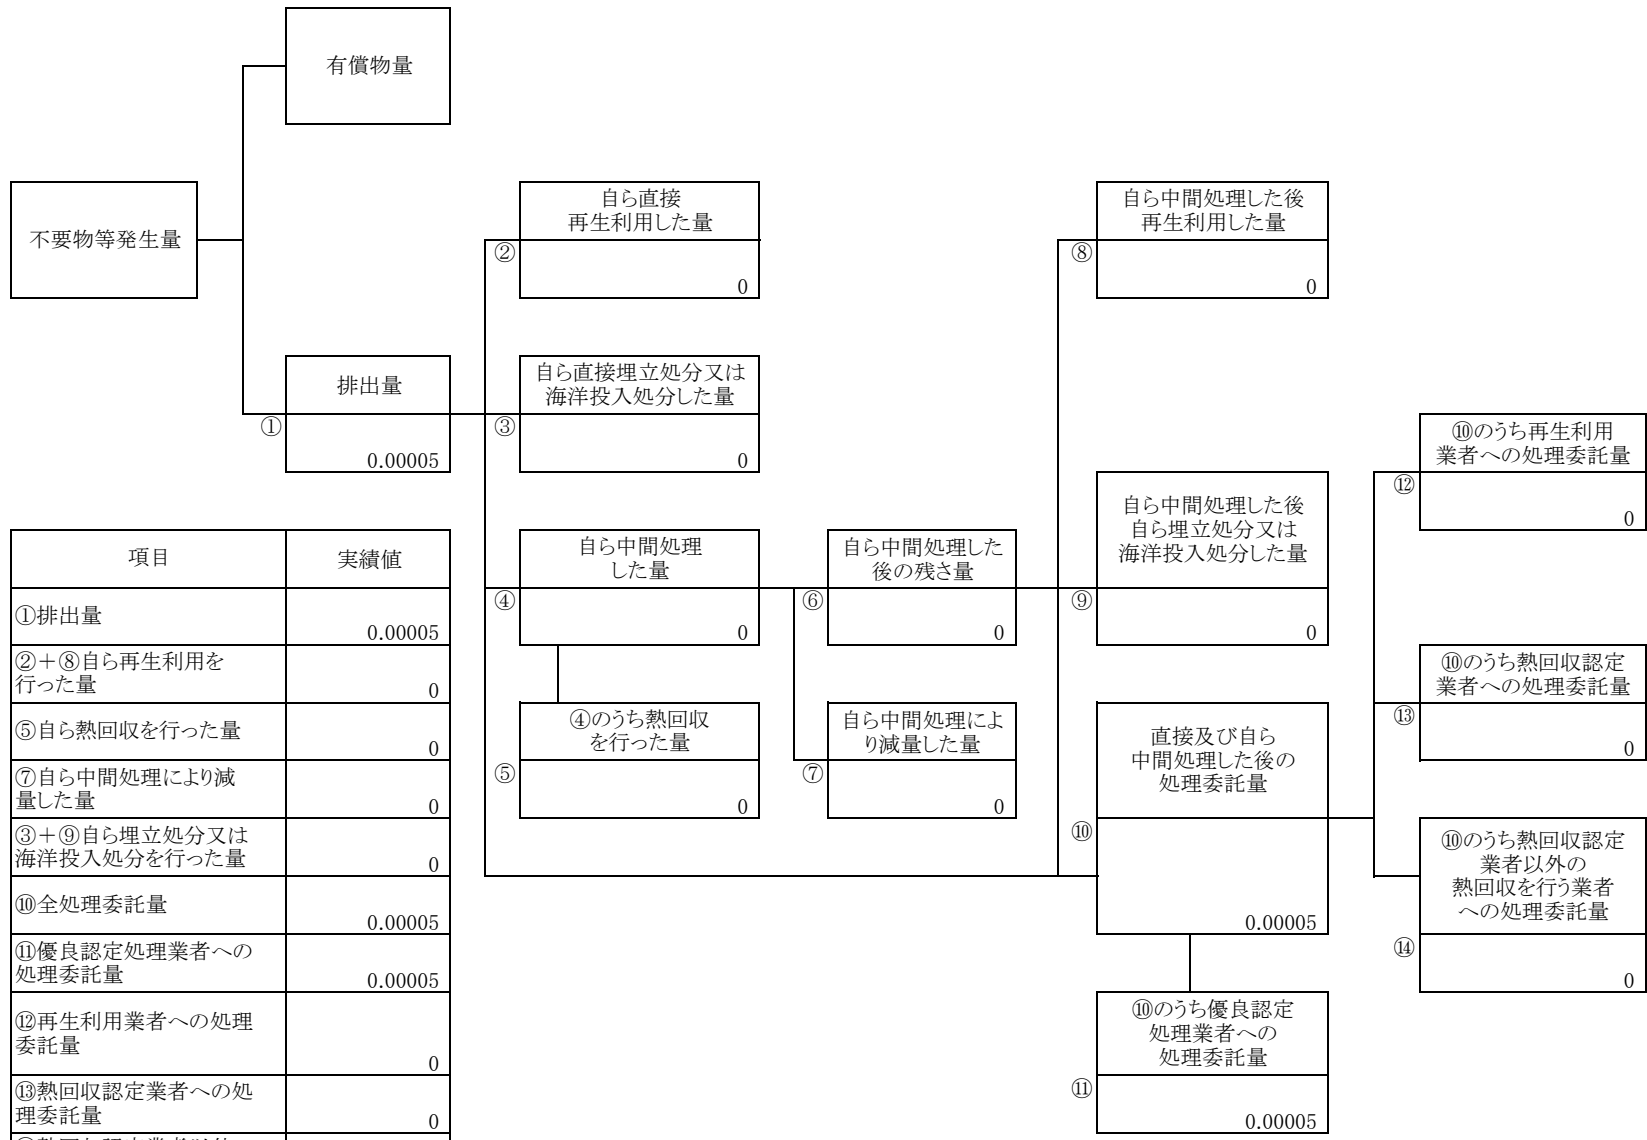 有償物量
不要物等発生量
自ら直接
再生利用した量
②
0
自ら中間処理した後
再生利用した量
⑧
0
排出量
①
0.00005
自ら直接埋立処分又は
海洋投入処分した量
③
0
⑩のうち再生利用
業者への処理委託量
⑫
0
自ら中間処理
した量
④
0
自ら中間処理した
後の残さ量
⑥
0
自ら中間処理した後
自ら埋立処分又は
海洋投入処分した量
⑨
0
⑩のうち熱回収認定
業者への処理委託量
⑬
0
④のうち熱回収
を行った量
⑤
0
自ら中間処理によ
り減量した量
⑦
0
直接及び自ら
中間処理した後の
処理委託量
⑩
0.00005
⑩のうち熱回収認定
業者以外の
熱回収を行う業者
への処理委託量
⑭
0
⑩のうち優良認定
処理業者への
処理委託量
⑪
0.00005
項目 実績値
①排出量
0.00005
②＋⑧自ら再生利用を
行った量
0
⑤自ら熱回収を行った量
0
⑦自ら中間処理により減
量した量
0
③＋⑨自ら埋立処分又は
海洋投入処分を行った量
0
⑩全処理委託量
0.00005
⑪優良認定処理業者への
処理委託量
0.00005
⑫再生利用業者への処理
委託量
0
⑬熱回収認定業者への処
理委託量
0